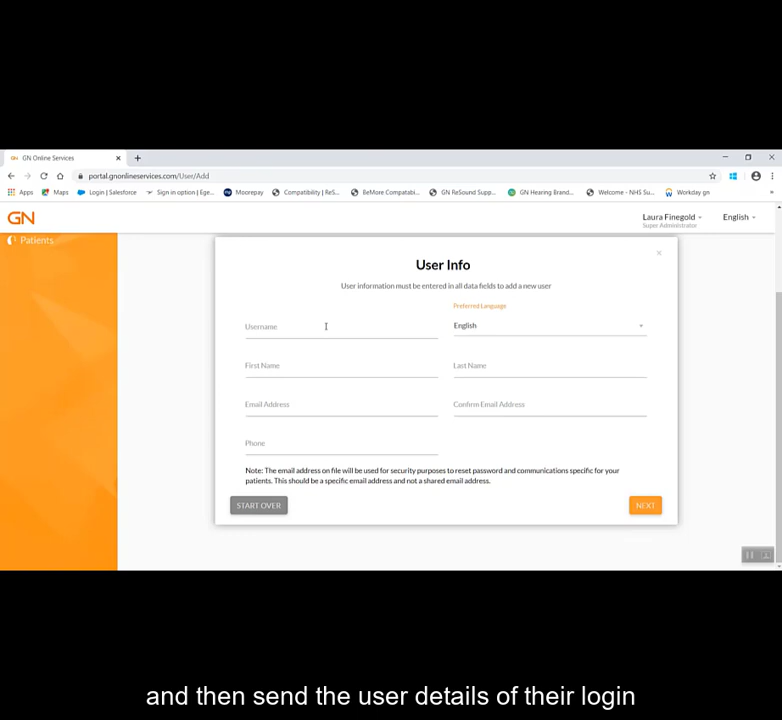 GN Online Services
portal.gnonlineservices.com/User/Add
Apps Maps Login | Salesforce Sign in option | Ege... Moorepay Compatibility | ReS... BeMore Compatabi... GN ReSound Supp... GN Hearing Brand... Welcome - NHS Su... Workday gn
GN
Laura Finegold English
Super Administrator
Patients
User Info
User information must be entered in all data fields to add a new user
Preferred Language
Username English
First Name Last Name
Email Address Confirm Email Address
Phone
Note: The email address on file will be used for security purposes to reset password and communications specific for your
patients. This should be a specific email address and not a shared email address.
START OVER NEXT
and then send the user details of their login